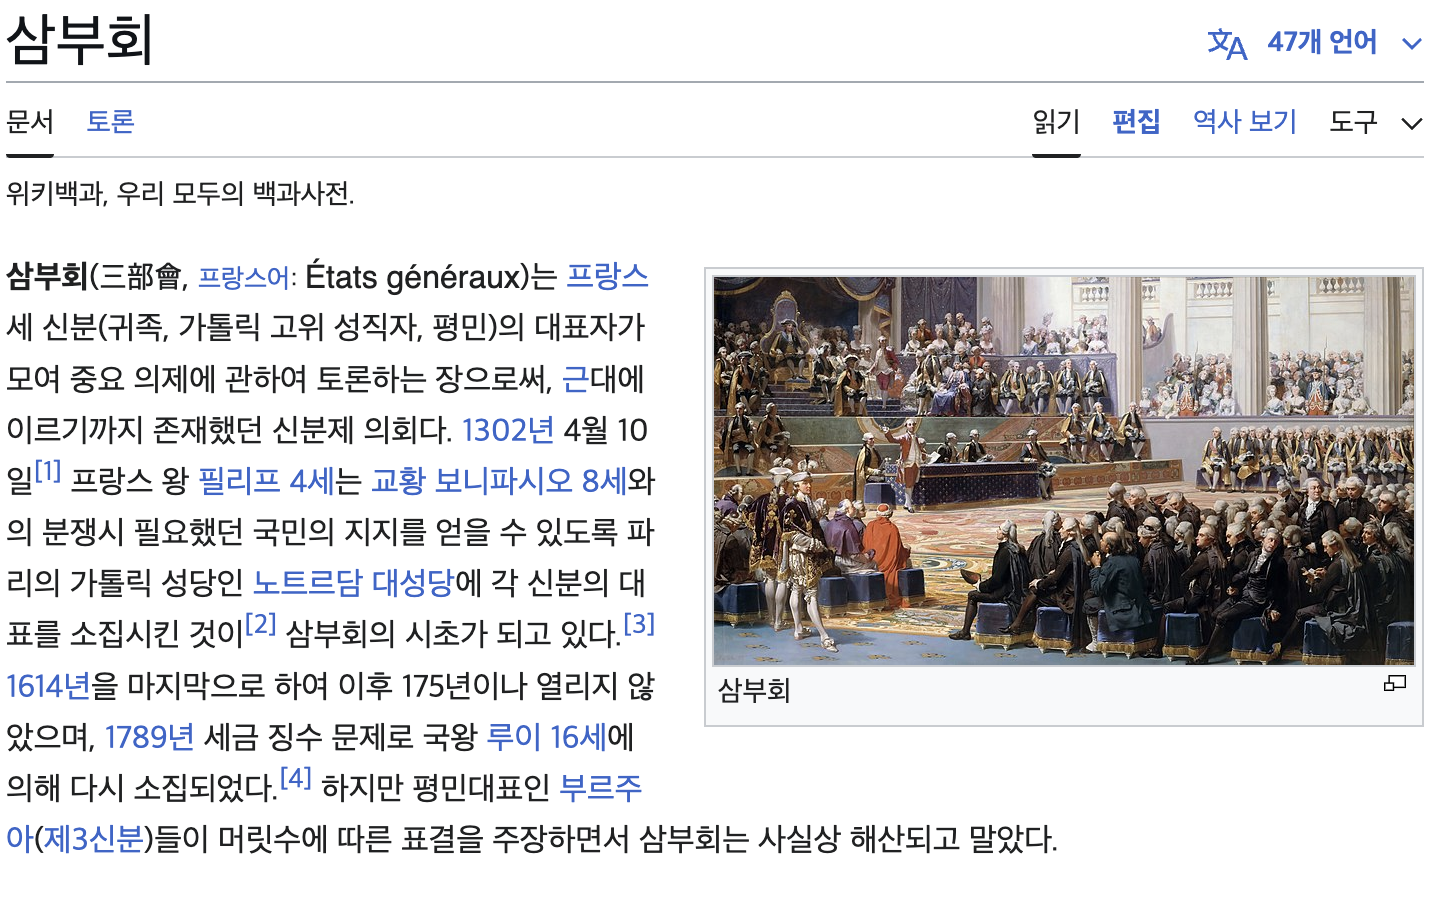 삼부회
47개 언어
문서 토론 읽기 편집 역사 보기 도구
위키백과, 우리 모두의 백과사전.
삼부회(三部會, 프랑스어: États généraux)는 프랑스
세 신분(귀족, 가톨릭 고위 성직자, 평민)의 대표자가
모여 중요 의제에 관하여 토론하는 장으로써, 근대에
이르기까지 존재했던 신분제 의회다. 1302년 4월 10
일[1] 프랑스 왕 필리프 4세는 교황 보니파시오 8세와
의 분쟁시 필요했던 국민의 지지를 얻을 수 있도록 파
리의 가톨릭 성당인 노트르담 대성당에 각 신분의 대
표를 소집시킨 것이[2] 삼부회의 시초가 되고 있다.[3]
1614년을 마지막으로 하여 이후 175년이나 열리지 않
았으며, 1789년 세금 징수 문제로 국왕 루이 16세에
의해 다시 소집되었다.[4] 하지만 평민대표인 부르주
아(제3신분)들이 머릿수에 따른 표결을 주장하면서 삼부회는 사실상 해산되고 말았다.
삼부회